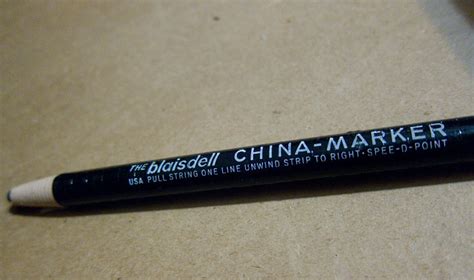 THE blaisdell CHINA-MARKER
USA PULL STRING ONE LINE UNWIND STRIP TO RIGHT·SPEE-D-POINT